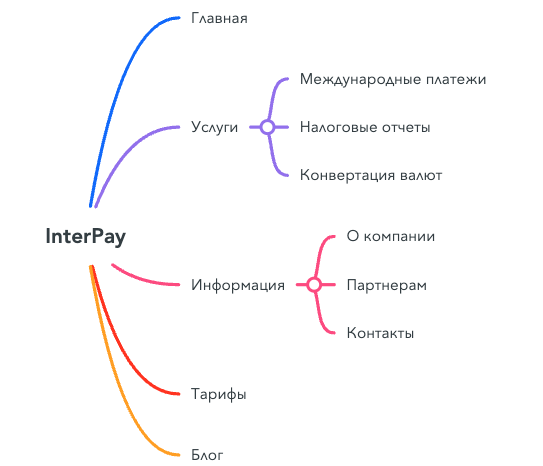 Главная
Международные платежи
Услуги
Налоговые отчеты
Конвертация валют
InterPay
О компании
Информация
Партнерам
Контакты
Тарифы
Блог